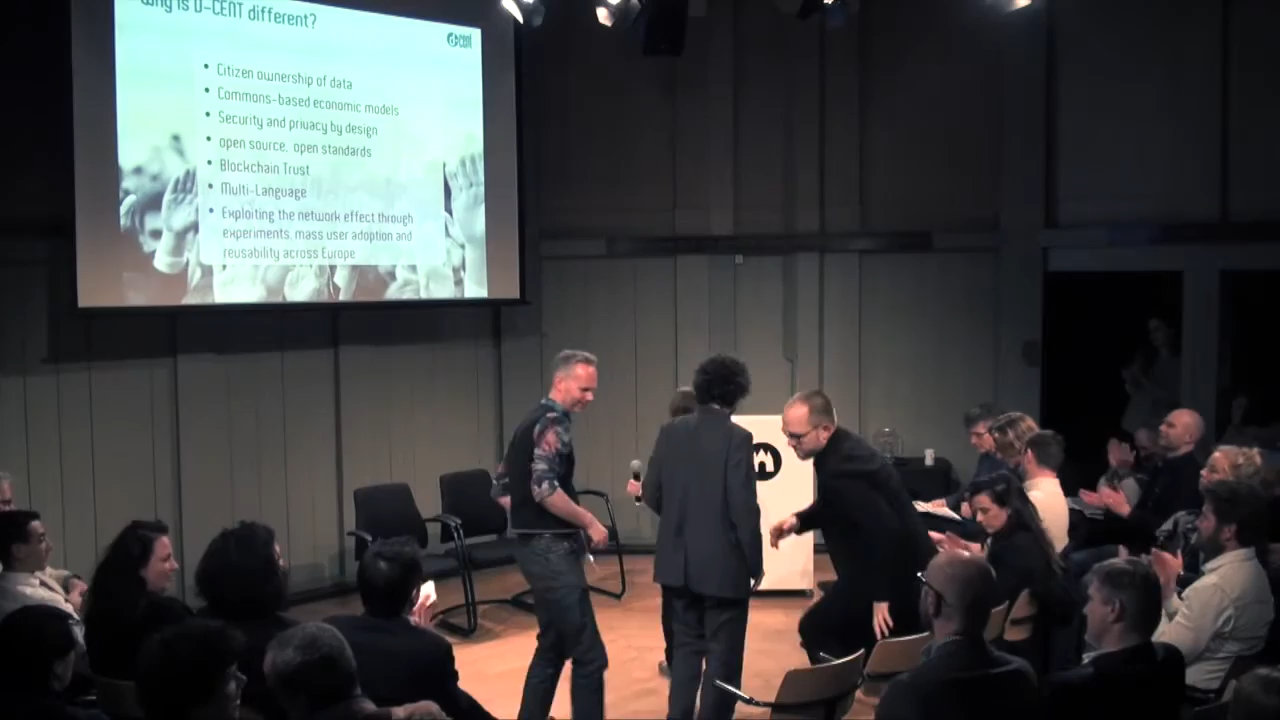 Why is D-CENT different?
d-cent
• Citizen ownership of data
• Commons-based economic models
• Security and privacy by design
• open source, open standards
• Blockchain Trust
• Multi-Language
• Exploiting the network effect through
experiments, mass user adoption and
reusability across Europe